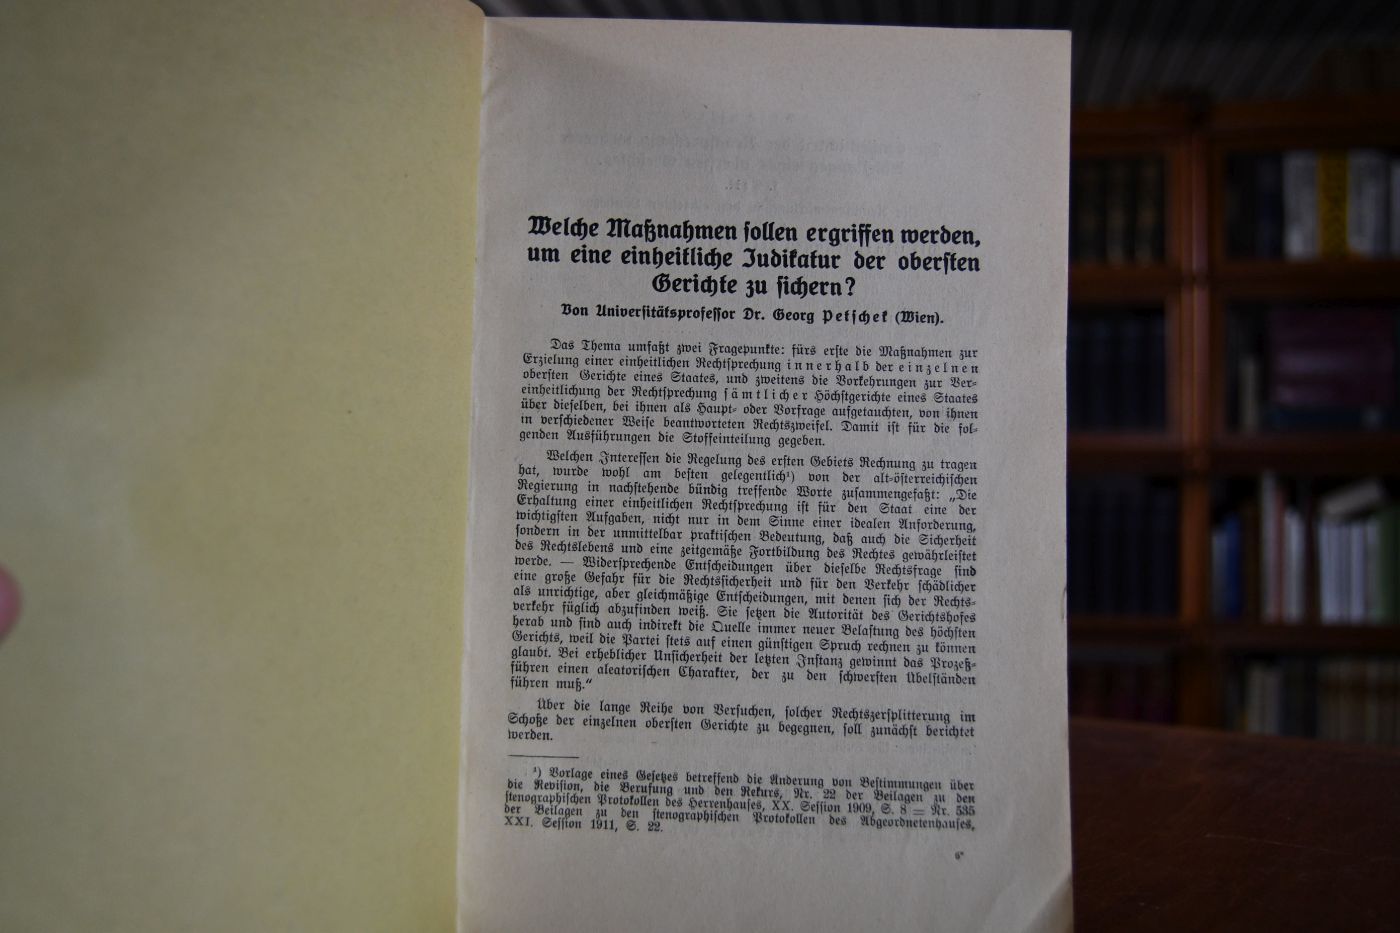 Welche Maßnahmen sollen ergriffen werden,
um eine einheitliche Judikatur der obersten
Gerichte zu sichern?
Von Universitätsprofessor Dr. Georg Petschek (Wien).
Das Thema umfaßt zwei Fragepunkte: fürs erste die Maßnahmen zur
Erzielung einer einheitlichen Rechtsprechung innerhalb der einzelnen
obersten Gerichte eines Staates, und zweitens die Vorkehrungen zur Ver-
einheitlichung der Rechtsprechung sämtlicher Höchstgerichte eines Staates
über dieselben, bei ihnen als Haupt- oder Vorfrage aufgetauchten, von ihnen
in verschiedener Weise beantworteten Rechtszweifel. Damit ist für die fol-
genden Ausführungen die Stoffeinteilung gegeben.
Welchen Interessen die Regelung des ersten Gebiets Rechnung zu tragen
hat, wurde wohl am besten gelegentlich¹) von der alt-österreichischen
Regierung in nachstehende bündig treffende Worte zusammengefaßt: „Die
Erhaltung einer einheitlichen Rechtsprechung ist für den Staat eine der
wichtigsten Aufgaben, nicht nur in dem Sinne einer idealen Anforderung,
sondern in der unmittelbar praktischen Bedeutung, daß auch die Sicherheit
des Rechtslebens und eine zeitgemäße Fortbildung des Rechtes gewährleistet
werde. — Widersprechende Entscheidungen über dieselbe Rechtsfrage sind
eine große Gefahr für die Rechtssicherheit und für den Verkehr schädlicher
als unrichtige, aber gleichmäßige Entscheidungen, mit denen sich der Rechts-
verkehr füglich abzufinden weiß. Sie setzen die Autorität des Gerichtshofes
herab und sind auch indirekt die Quelle immer neuer Belastung des höchsten
Gerichts, weil die Partei stets auf einen günstigen Spruch rechnen zu können
glaubt. Bei erheblicher Unsicherheit der letzten Instanz gewinnt das Prozeß-
führen einen aleatorischen Charakter, der zu den schwersten Übelständen
führen muß.“
Über die lange Reihe von Versuchen, solcher Rechtszersplitterung im
Schoße der einzelnen obersten Gerichte zu begegnen, soll zunächst berichtet
werden.
¹) Vorlage eines Gesetzes betreffend die Änderung von Bestimmungen über
die Revision, die Berufung und den Rekurs, Nr. 22 der Beilagen zu den
stenographischen Protokollen des Herrenhauses, XX. Session 1909, S. 8 = Nr. 535
der Beilagen zu den stenographischen Protokollen des Abgeordnetenhauses,
XXI. Session 1911, S. 22.
6*